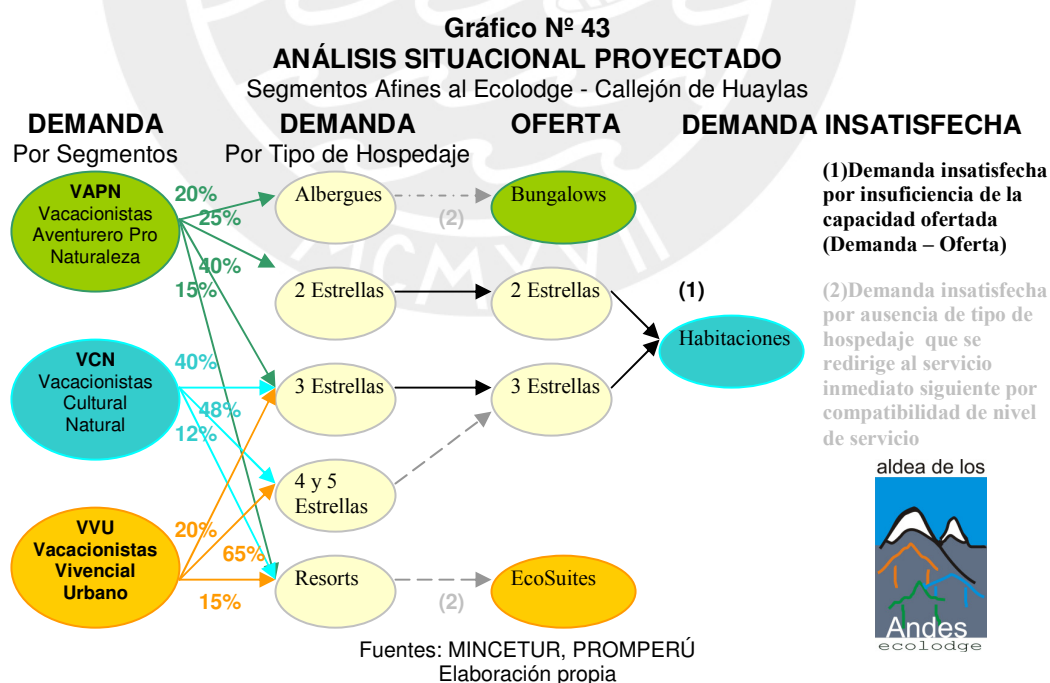 Gráfico Nº 43
ANÁLISIS SITUACIONAL PROYECTADO
Segmentos Afines al Ecolodge - Callejón de Huaylas
DEMANDA
Por Segmentos
DEMANDA
Por Tipo de Hospedaje
OFERTA
DEMANDA INSATISFECHA
VAPN
Vacacionistas
Aventurero Pro
Naturaleza
20%
25%
40%
15%
VCN
Vacacionistas
Cultural
Natural
40%
48%
12%
VVU
Vacacionistas
Vivencial
Urbano
20%
65%
15%
Albergues
2 Estrellas
3 Estrellas
4 y 5
Estrellas
Resorts
(2)
(2)
Bungalows
2 Estrellas
3 Estrellas
EcoSuites
(1)
Habitaciones
(1)Demanda insatisfecha
por insuficiencia de la
capacidad ofertada
(Demanda – Oferta)
(2)Demanda insatisfecha
por ausencia de tipo de
hospedaje que se
redirige al servicio
inmediato siguiente por
compatibilidad de nivel
de servicio
aldea de los
Andes
ecolodge
MCMXVII
Fuentes: MINCETUR, PROMPERÚ
Elaboración propia